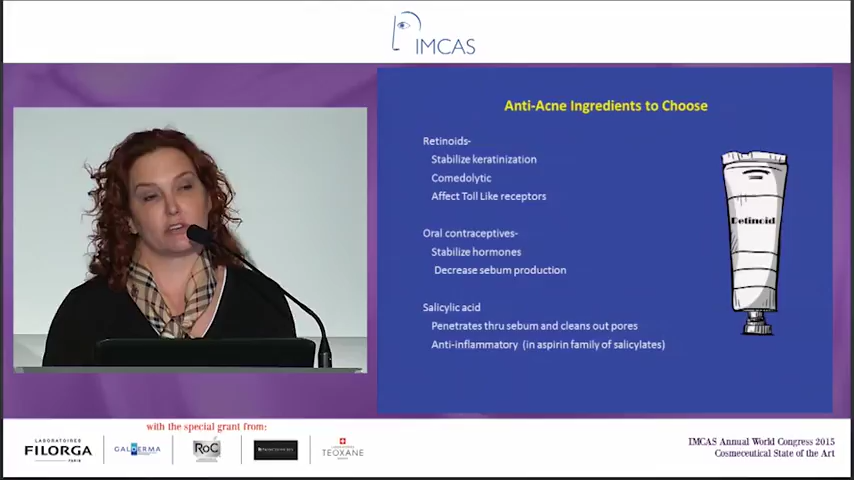 IMCAS
Anti-Acne Ingredients to Choose
Retinoids-
Stabilize keratinization
Comedolytic
Affect Toll Like receptors
Retinoid
Oral contraceptives-
Stabilize hormones
Decrease sebum production
Salicylic acid
Penetrates thru sebum and cleans out pores
Anti-inflammatory (in aspirin family of salicylates)
with the special grant from:
LABORATOIRES
FILORGA
PARIS
GALDERMA
RoC
TEOXANE
IMCAS Annual World Congress 2015
Cosmeceutical State of the Art